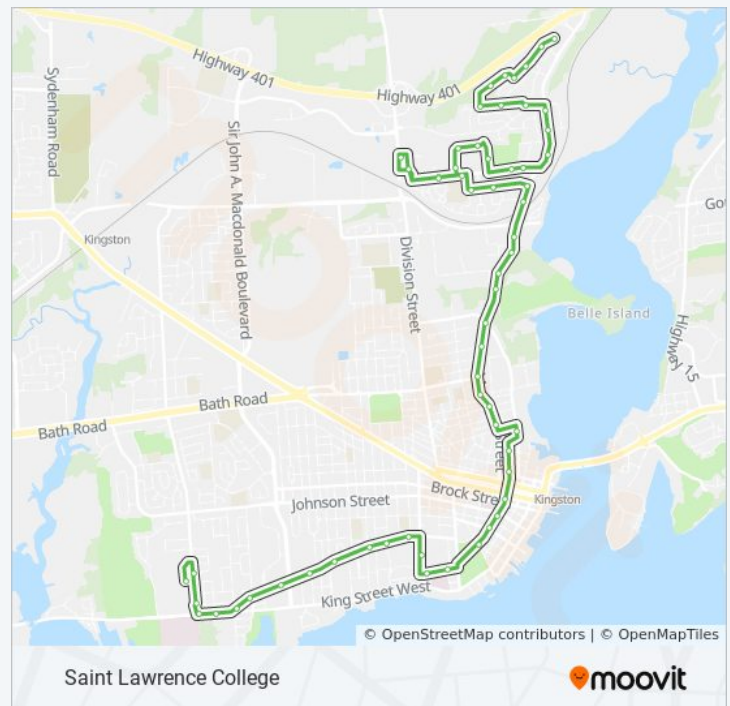 Highway 401
Highway 401
Sydenham Road
Sir John A. Macdonald Boulevard
Gou
Kingston
Division Street
Belle Island
Highway 15
Bath Road
Bath Road
Street
Brock Stre
Kingston
Johnson Street
King Street West
© OpenStreetMap contributors | © OpenMapTiles
Saint Lawrence College
moovit